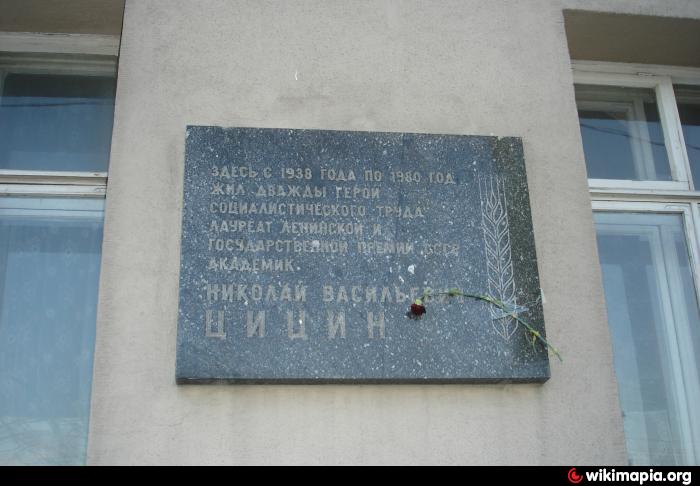 ЗДЕСЬ С 1938 ГОДА ПО 1980 ГОД
ЖИЛ ДВАЖДЫ ГЕРОЙ
СОЦИАЛИСТИЧЕСКОГО ТРУДА
ЛАУРЕАТ ЛЕНИНСКОЙ И
ГОСУДАРСТВЕННОЙ ПРЕМИЙ СССР
АКАДЕМИК
НИКОЛАЙ ВАСИЛЬЕВИЧ
ЦИЦИН
wikimapia.org